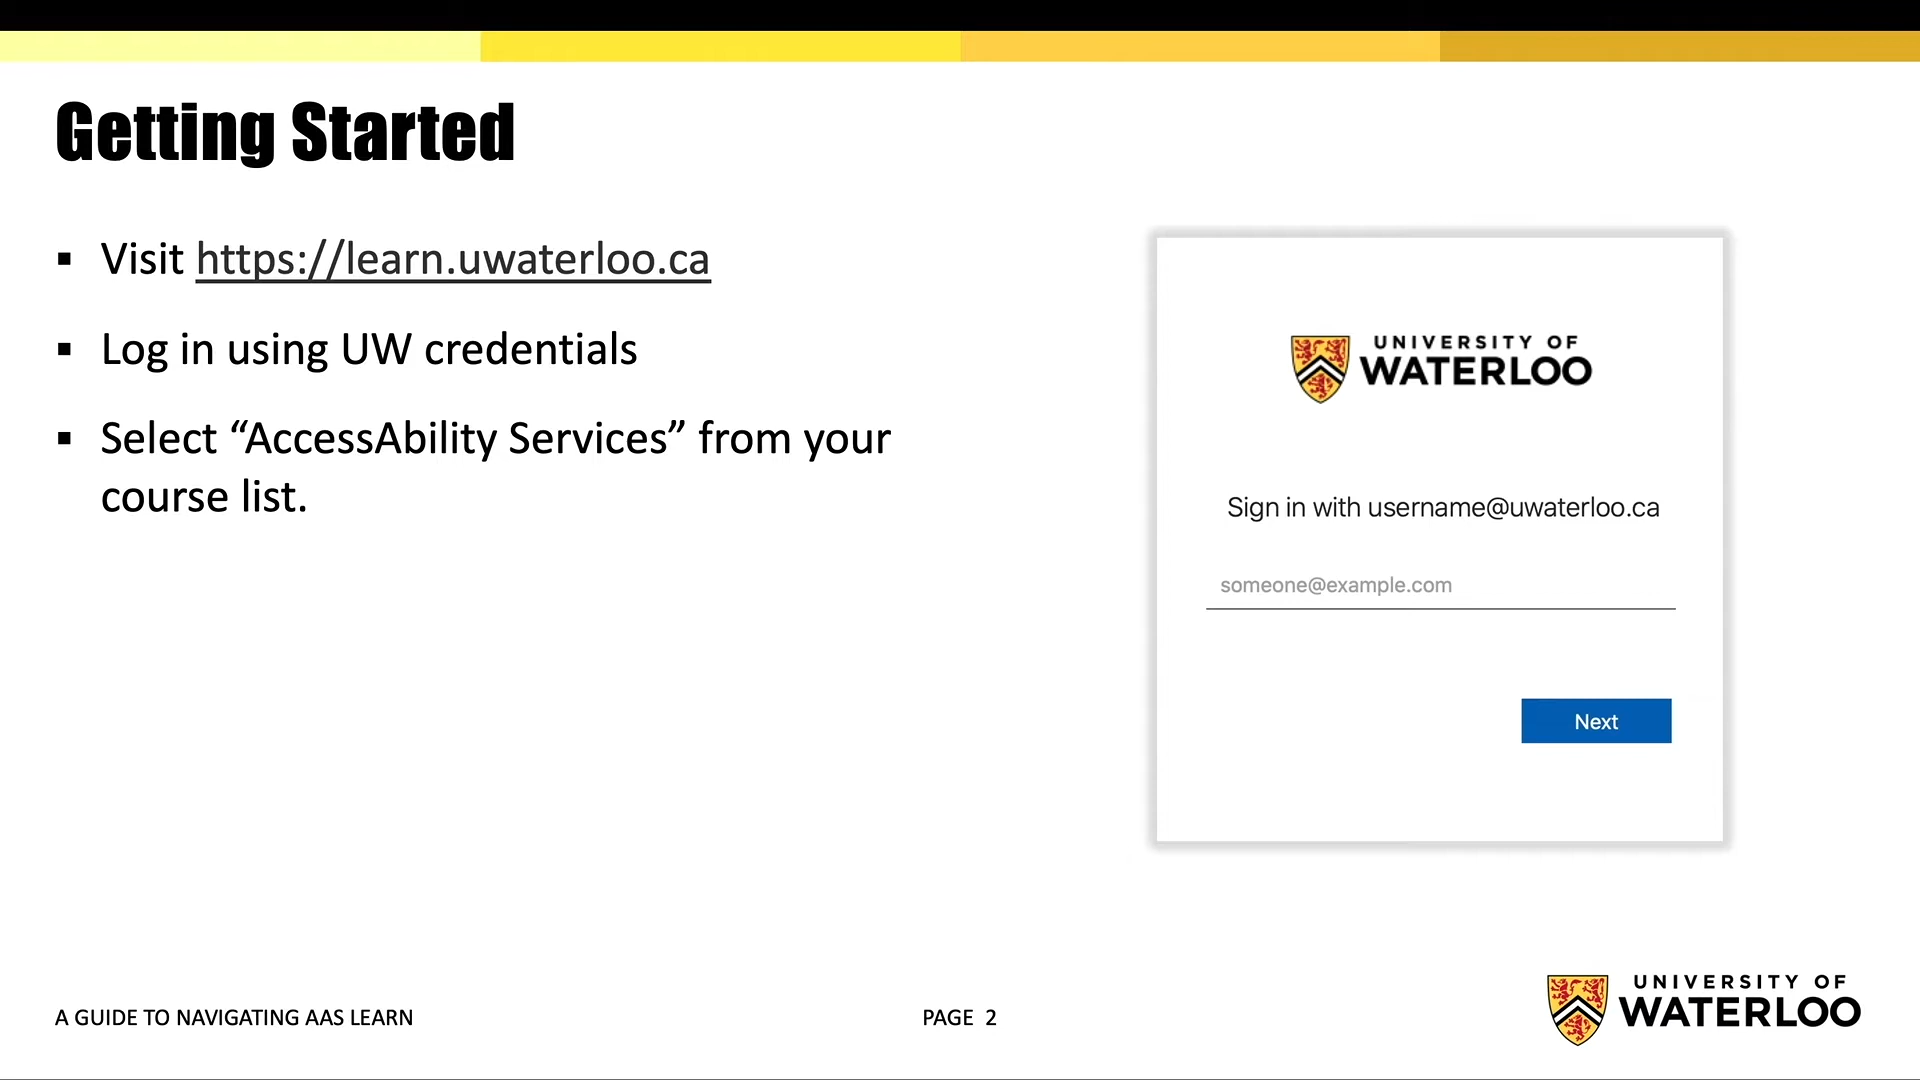 Getting Started
▪ Visit https://learn.uwaterloo.ca
▪ Log in using UW credentials
▪ Select “AccessAbility Services” from your
course list.
UNIVERSITY OF
WATERLOO
Sign in with username@uwaterloo.ca
someone@example.com
Next
A GUIDE TO NAVIGATING AAS LEARN
PAGE 2
UNIVERSITY OF
WATERLOO